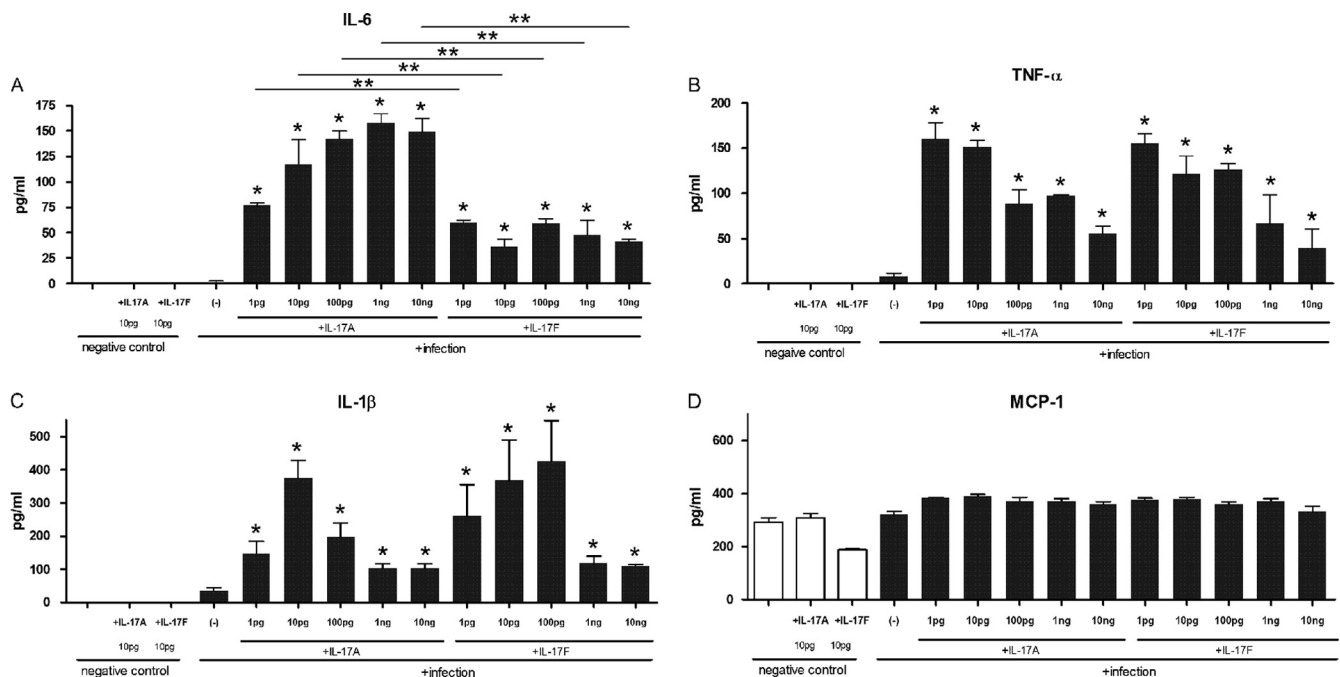 IL-6
**
**
**
**
**
A
175
150
125
100
75
50
25
0
pg/ml
* * * * * * * * * *
+IL17A +IL-17F (-) 1pg 10pg 100pg 1ng 10ng 1pg 10pg 100pg 1ng 10ng
10pg 10pg
+IL-17A +IL-17F
negative control +infection
B
TNF-α
200
150
100
50
0
pg/ml
* * * * * * * * * *
+IL-17A +IL-17F (-) 1pg 10pg 100pg 1ng 10ng 1pg 10pg 100pg 1ng 10ng
10pg 10pg
+IL-17A +IL-17F
negaive control +infection
C
IL-1β
500
400
300
200
100
0
pg/ml
* * * * * * * * * *
+IL-17A +IL-17F (-) 1pg 10pg 100pg 1ng 10ng 1pg 10pg 100pg 1ng 10ng
10pg 10pg
+IL-17A +IL-17F
negative control +infection
D
MCP-1
600
400
200
0
pg/ml
+IL-17A +IL-17F (-) 1pg 10pg 100pg 1ng 10ng 1pg 10pg 100pg 1ng 10ng
10pg 10pg
+IL-17A +IL-17F
negative control +infection